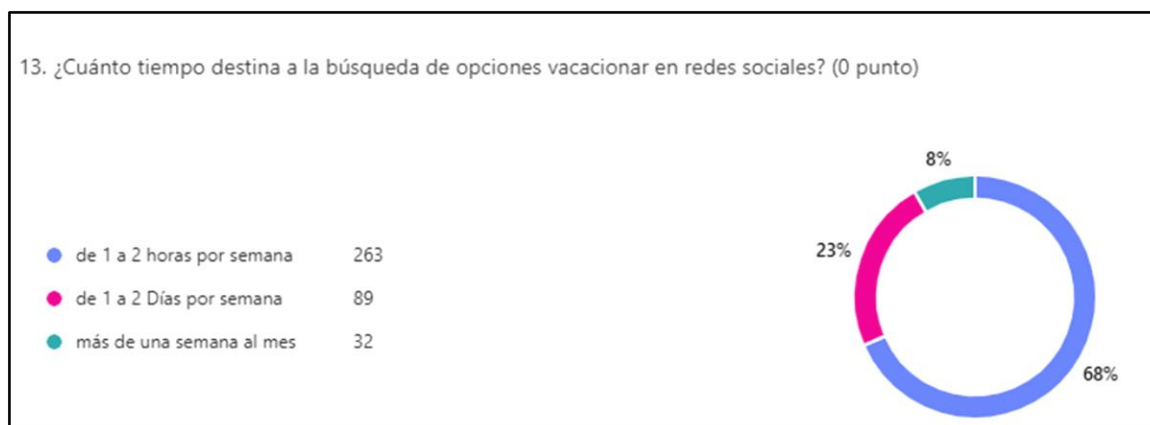 13. ¿Cuánto tiempo destina a la búsqueda de opciones vacacionar en redes sociales? (0 punto)
de 1 a 2 horas por semana 263
de 1 a 2 Días por semana 89
más de una semana al mes 32
8%
23%
68%